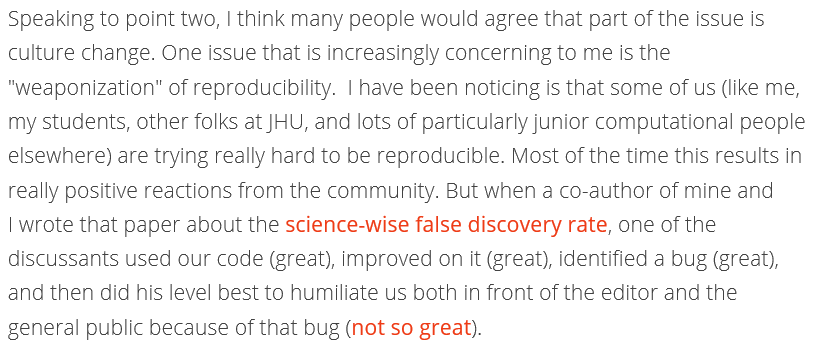 Speaking to point two, I think many people would agree that part of the issue is
culture change. One issue that is increasingly concerning to me is the
"weaponization" of reproducibility.  I have been noticing is that some of us (like me,
my students, other folks at JHU, and lots of particularly junior computational people
elsewhere) are trying really hard to be reproducible. Most of the time this results in
really positive reactions from the community. But when a co-author of mine and
I wrote that paper about the science-wise false discovery rate, one of the
discussants used our code (great), improved on it (great), identified a bug (great),
and then did his level best to humiliate us both in front of the editor and the
general public because of that bug (not so great).